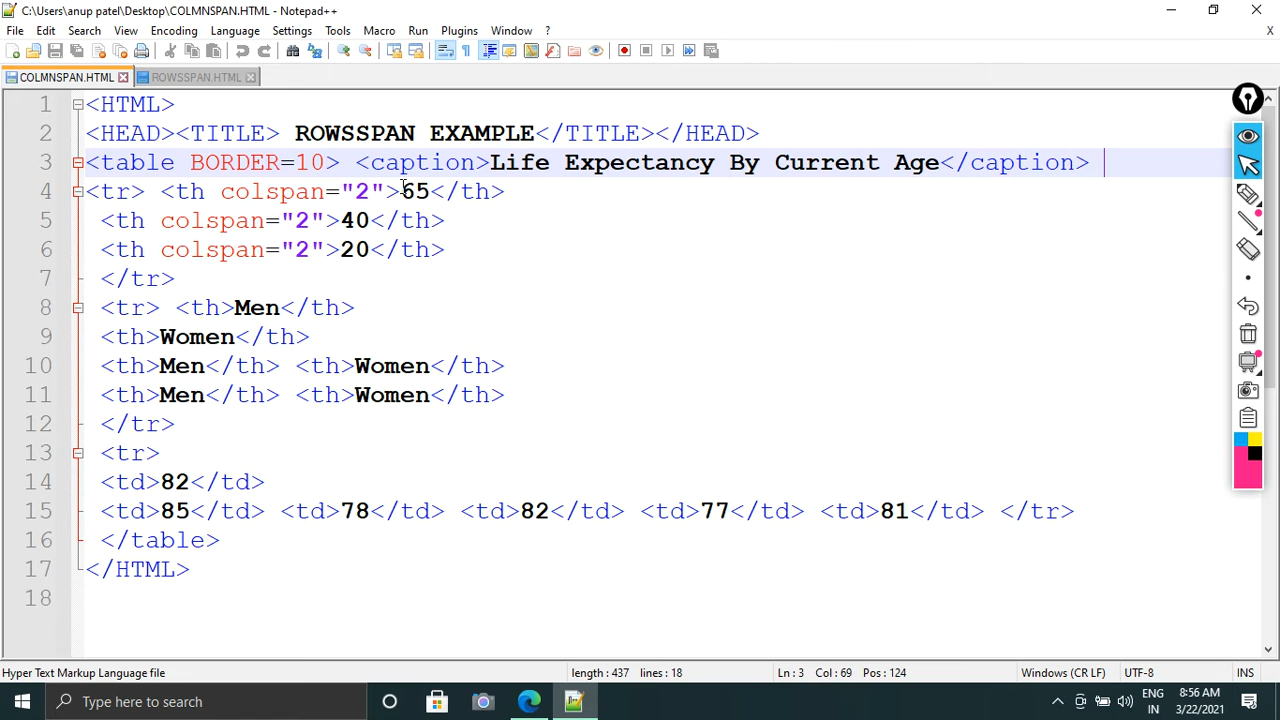 C:\Users\anup patel\Desktop\COLMNSPAN.HTML - Notepad++
File Edit Search View Encoding Language Settings Tools Macro Run Plugins Window ? X
COLMNSPAN.HTML ROWSSPAN.HTML
1 <HTML>
2 <HEAD><TITLE> ROWSSPAN EXAMPLE</TITLE></HEAD>
3 <table BORDER=10> <caption>Life Expectancy By Current Age</caption>
4 <tr> <th colspan="2">65</th>
5 <th colspan="2">40</th>
6 <th colspan="2">20</th>
7 </tr>
8 <tr> <th>Men</th>
9 <th>Women</th>
10 <th>Men</th> <th>Women</th>
11 <th>Men</th> <th>Women</th>
12 </tr>
13 <tr>
14 <td>82</td>
15 <td>85</td> <td>78</td> <td>82</td> <td>77</td> <td>81</td> </tr>
16 </table>
17 </HTML>
18
Hyper Text Markup Language file length : 437 lines : 18 Ln : 3 Col : 69 Pos : 124 Windows (CR LF) UTF-8 INS
Type here to search ENG 8:56 AM
IN 3/22/2021